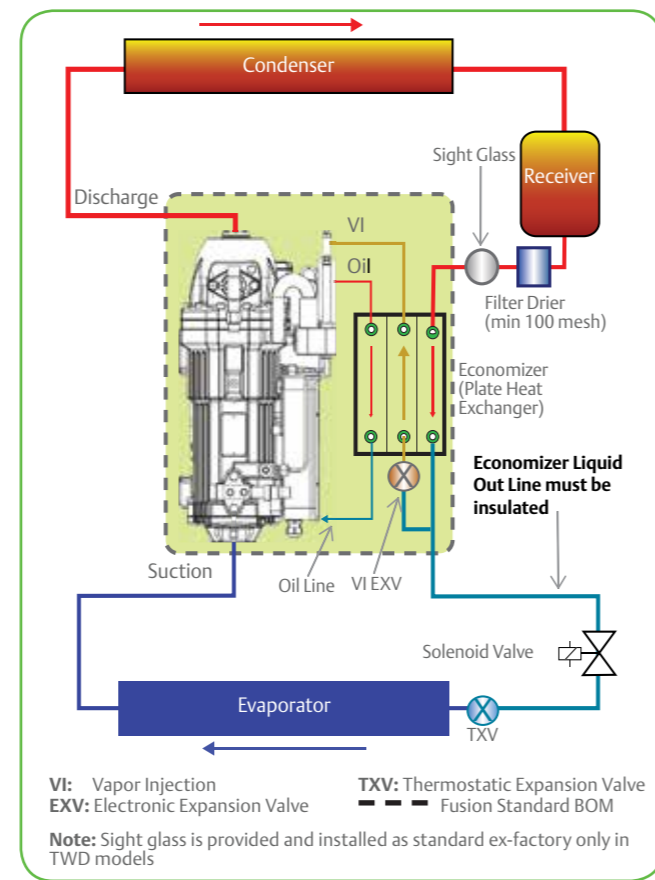 Condenser
Sight Glass
Receiver
Discharge
VI
Oil
Filter Drier
(min 100 mesh)
Economizer
(Plate Heat
Exchanger)
Economizer Liquid
Out Line must be
insulated
Suction
Oil Line
VI EXV
Solenoid Valve
Evaporator
TXV
VI: Vapor Injection
TXV: Thermostatic Expansion Valve
EXV: Electronic Expansion Valve
Fusion Standard BOM
Note: Sight glass is provided and installed as standard ex-factory only in
TWD models